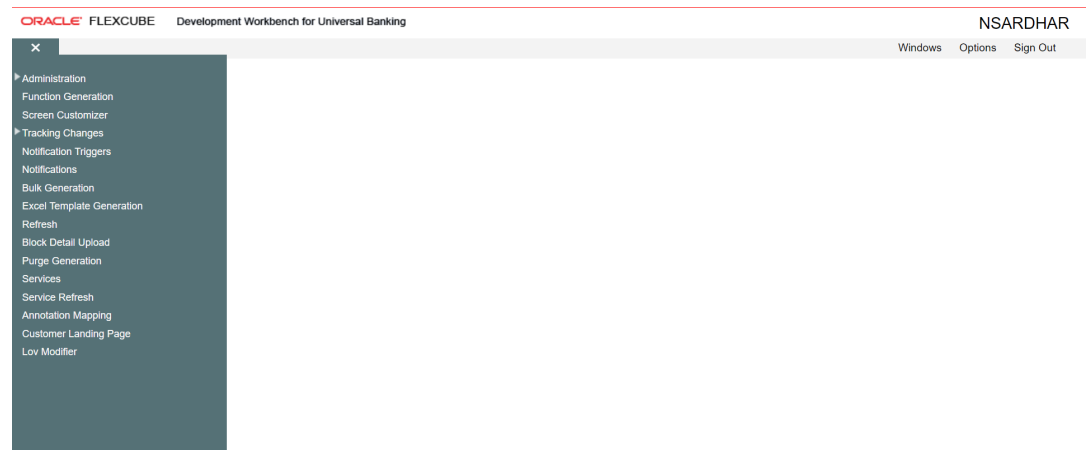 ORACLE FLEXCUBE Development Workbench for Universal Banking NSARDHAR
× Windows Options Sign Out
Administration
Function Generation
Screen Customizer
Tracking Changes
Notification Triggers
Notifications
Bulk Generation
Excel Template Generation
Refresh
Block Detail Upload
Purge Generation
Services
Service Refresh
Annotation Mapping
Customer Landing Page
Lov Modifier